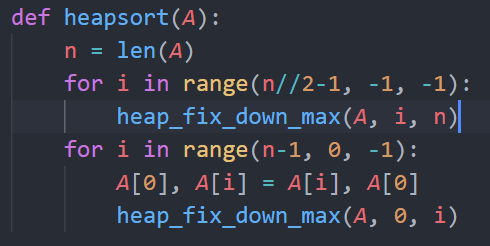 def heapsort(A):
    n = len(A)
    for i in range(n//2-1, -1, -1):
        heap_fix_down_max(A, i, n)
    for i in range(n-1, 0, -1):
        A[0], A[i] = A[i], A[0]
        heap_fix_down_max(A, 0, i)